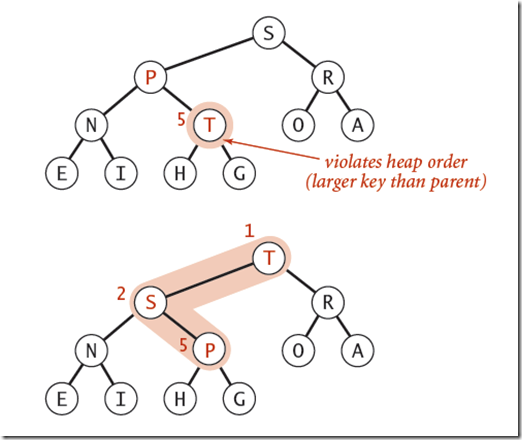 S
P R
N 5 T O A
violates heap order
(larger key than parent)
E I H G
1
T
2 S R
N 5 P O A
E I H G